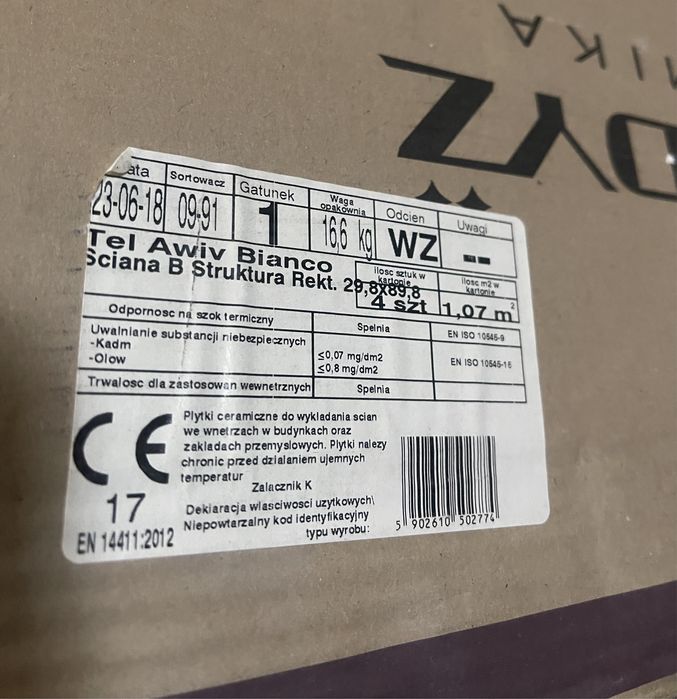 MIKA
DYŻ
ata Sortowacz Gatunek Waga opakownia Odcien Uwagi
23-06-18 09-91 1 16,6 kg WZ --
Tel Awiv Bianco
Sciana B Struktura Rekt. 29,8x89,8
ilosc sztuk w kartonie ilosc m2 w kartonie
4 szt 1,07 m2
Odpornosc na szok termiczny Spelnia EN ISO 10545-9
Uwalnianie substancji niebezpiecznych
-Kadm ≤0,07 mg/dm2 EN ISO 10545-15
-Olow ≤0,8 mg/dm2
Trwalosc dla zastosowan wewnetrznych Spelnia
CE
17
EN 14411:2012
Plytki ceramiczne do wykladania scian
we wnetrzach w budynkach oraz
zakladach przemyslowych. Plytki nalezy
chronic przed dzialaniem ujemnych
temperatur
Zalacznik K
Deklaracja wlasciwosci uzytkowych\
Niepowtarzalny kod identyfikacyjny
typu wyrobu:
5 902610 502774